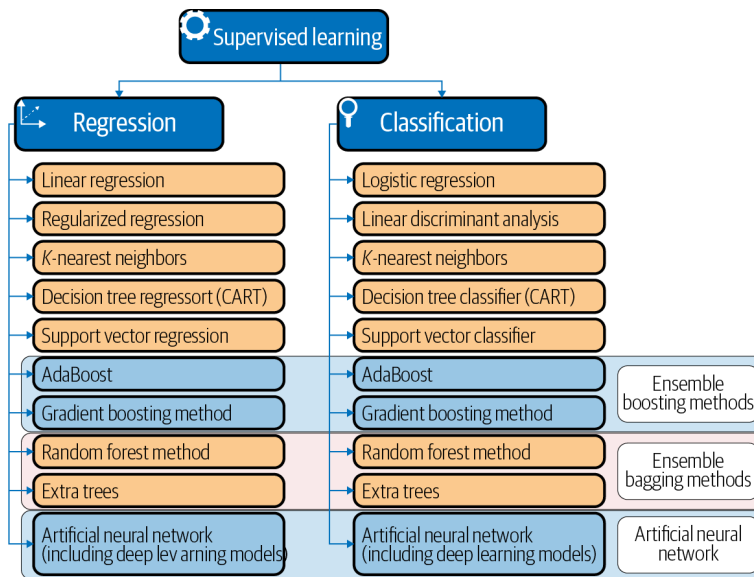 Supervised learning
Regression
Classification
Linear regression
Logistic regression
Regularized regression
Linear discriminant analysis
K-nearest neighbors
K-nearest neighbors
Decision tree regressort (CART)
Decision tree classifier (CART)
Support vector regression
Support vector classifier
AdaBoost
AdaBoost
Gradient boosting method
Gradient boosting method
Ensemble
boosting methods
Random forest method
Random forest method
Extra trees
Extra trees
Ensemble
bagging methods
Artificial neural network
(including deep lev arning models)
Artificial neural network
(including deep learning models)
Artificial neural
network